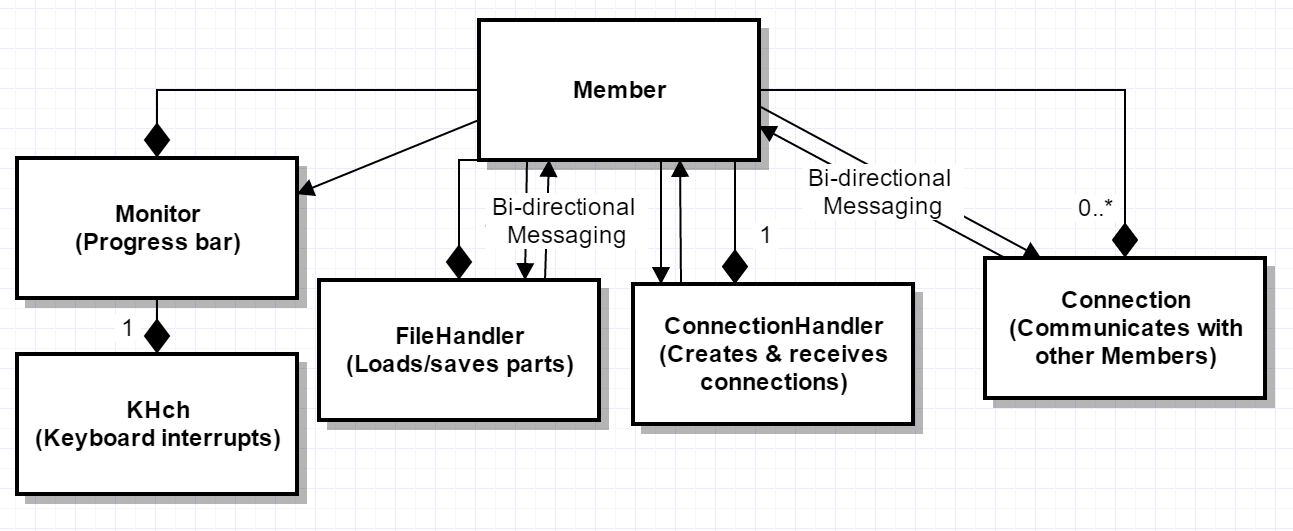 Member
Bi-directional
Messaging
0..*
Monitor
(Progress bar)
Bi-directional
Messaging
1
Connection
(Communicates with
other Members)
1
FileHandler
(Loads/saves parts)
ConnectionHandler
(Creates & receives
connections)
KHch
(Keyboard interrupts)